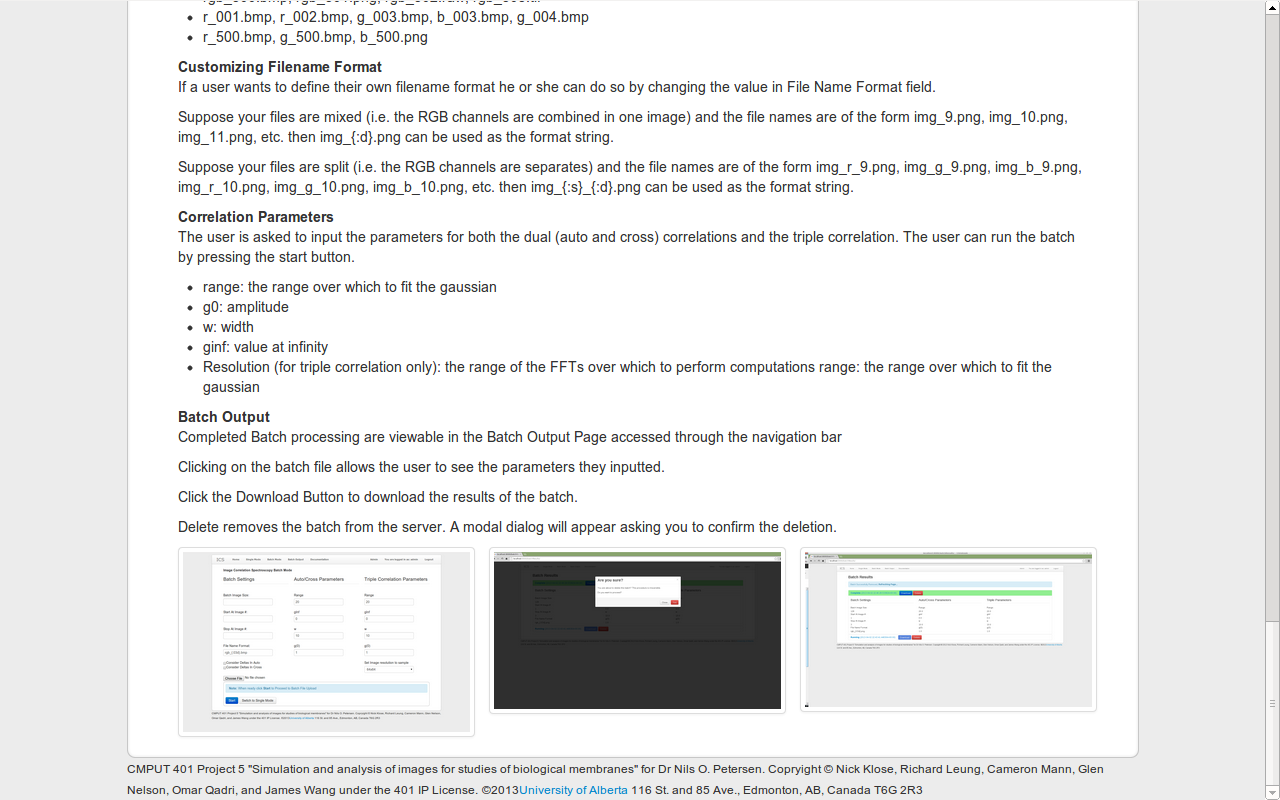 r_001.bmp, r_002.bmp, g_003.bmp, b_003.bmp, g_004.bmp
r_500.bmp, g_500.bmp, b_500.png
Customizing Filename Format
If a user wants to define their own filename format he or she can do so by changing the value in File Name Format field.
Suppose your files are mixed (i.e. the RGB channels are combined in one image) and the file names are of the form img_9.png, img_10.png,
img_11.png, etc. then img_{:d}.png can be used as the format string.
Suppose your files are split (i.e. the RGB channels are separates) and the file names are of the form img_r_9.png, img_g_9.png, img_b_9.png,
img_r_10.png, img_g_10.png, img_b_10.png, etc. then img_{:s}_{:d}.png can be used as the format string.
Correlation Parameters
The user is asked to input the parameters for both the dual (auto and cross) correlations and the triple correlation. The user can run the batch
by pressing the start button.
range: the range over which to fit the gaussian
g0: amplitude
w: width
ginf: value at infinity
Resolution (for triple correlation only): the range of the FFTs over which to perform computations range: the range over which to fit the
gaussian
Batch Output
Completed Batch processing are viewable in the Batch Output Page accessed through the navigation bar
Clicking on the batch file allows the user to see the parameters they inputted.
Click the Download Button to download the results of the batch.
Delete removes the batch from the server. A modal dialog will appear asking you to confirm the deletion.
Image Correlation Spectroscopy Batch Mode
Batch Settings Auto/Cross Parameters Triple Correlation Parameters
Batch Image Size Range Range
Start At Image #
Stop At Image #
File Name Format
Consider Deltas In Auto
Consider Deltas In Cross
Choose File No file chosen
Start Switch to Single Mode
Are you sure?
Batch Results
Batch Settings Auto/Cross Parameters Triple Parameters
CMPUT 401 Project 5 "Simulation and analysis of images for studies of biological membranes" for Dr Nils O. Petersen. Copryright © Nick Klose, Richard Leung, Cameron Mann, Glen
Nelson, Omar Qadri, and James Wang under the 401 IP License. ©2013University of Alberta 116 St. and 85 Ave., Edmonton, AB, Canada T6G 2R3